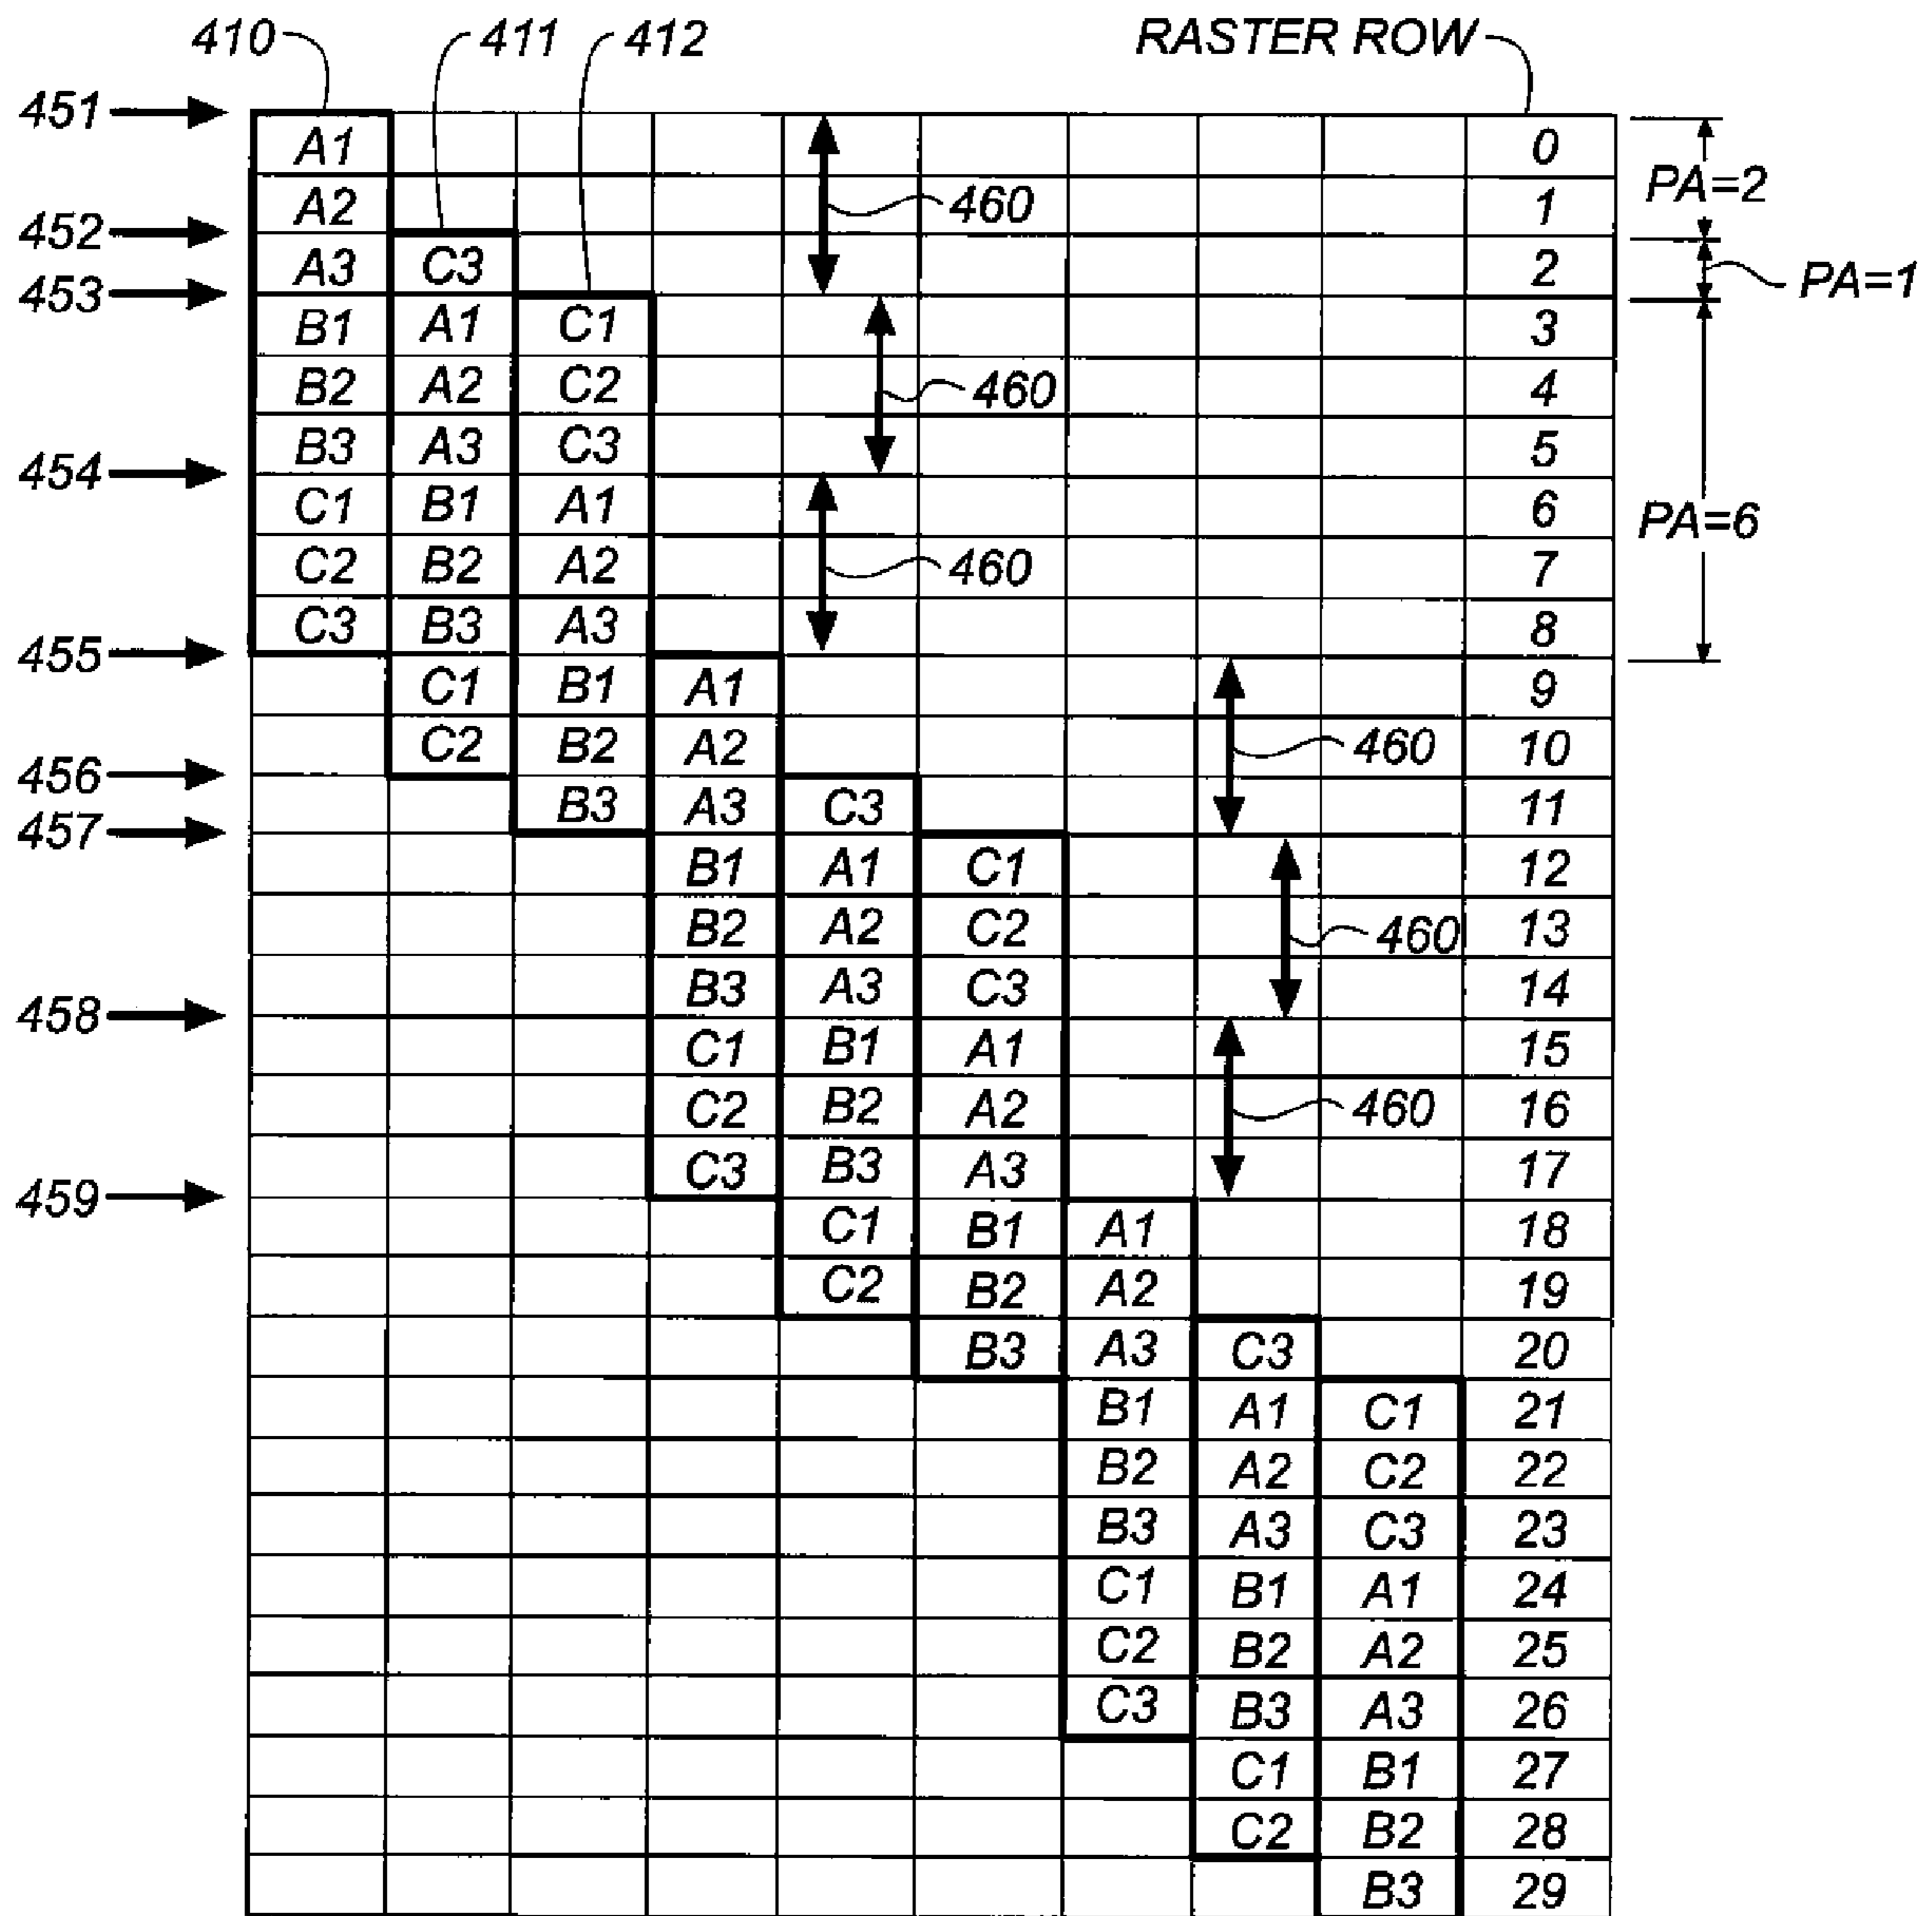 410 411 412 RASTER ROW
451
A1 0
A2 460 1 PA=2
452
A3 C3 2 PA=1
453
B1 A1 C1 3
B2 A2 C2 460 4
B3 A3 C3 5
454
C1 B1 A1 6 PA=6
C2 B2 A2 460 7
C3 B3 A3 8
455
C1 B1 A1 9
C2 B2 A2 460 10
456
B3 A3 C3 11
457
B1 A1 C1 12
B2 A2 C2 460 13
B3 A3 C3 14
458
C1 B1 A1 15
C2 B2 A2 460 16
C3 B3 A3 17
459
C1 B1 A1 18
C2 B2 A2 19
B3 A3 C3 20
B1 A1 C1 21
B2 A2 C2 22
B3 A3 C3 23
C1 B1 A1 24
C2 B2 A2 25
C3 B3 A3 26
C1 B1 27
C2 B2 28
B3 29